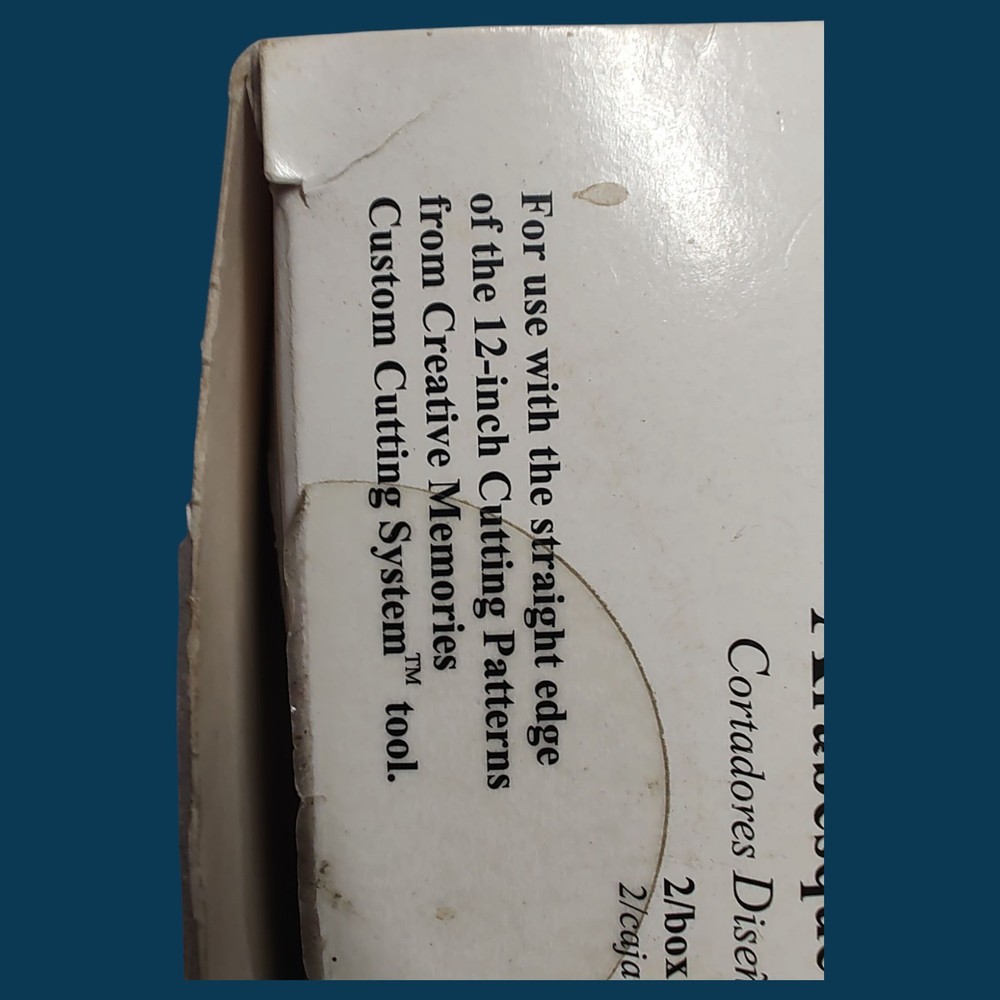 Cortadores Diseñ
2/box
2/caja
For use with the straight edge
of the 12-inch Cutting Patterns
from Creative Memories
Custom Cutting System™ tool.